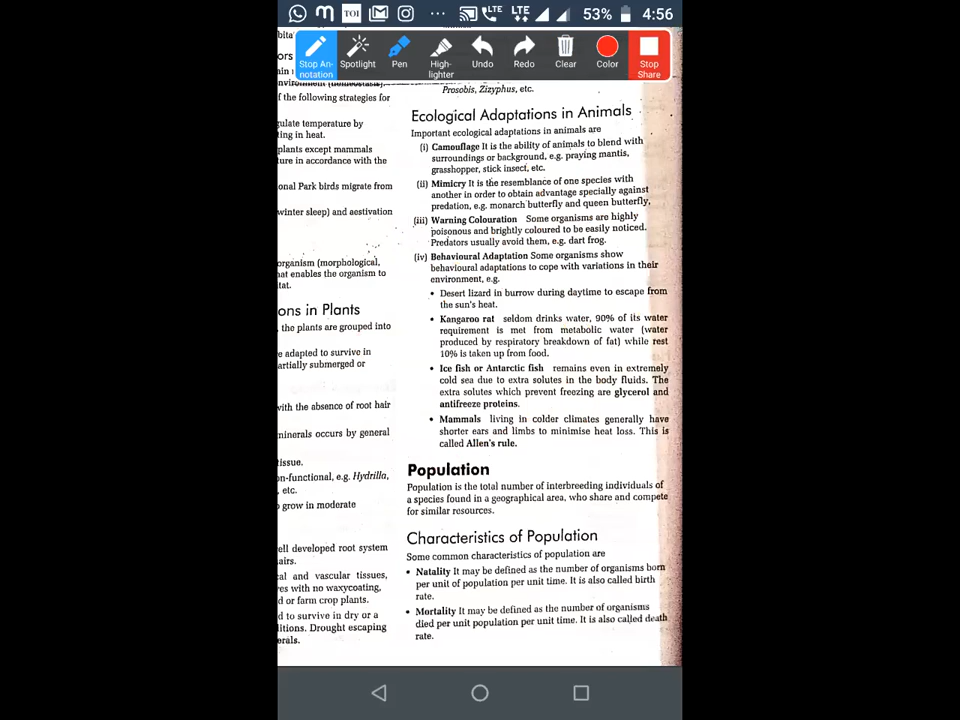 TOI
LTE
LTE
53%
4:56
Stop An-
notation
Spotlight
Pen
High-
lighter
Undo
Redo
Clear
Color
Stop
Share
f the following strategies for
gulate temperature by
ting in heat.
plants except mammals
ture in accordance with the
onal Park birds migrate from
winter sleep) and aestivation
organism (morphological,
hat enables the organism to
tat.
ons in Plants
, the plants are grouped into
e adapted to survive in
artially submerged or
with the absence of root hair
minerals occurs by general
tissue.
on-functional, e.g. Hydrilla,
, etc.
o grow in moderate
ell developed root system
airs.
cal and vascular tissues,
es with no waxycoating,
d or farm crop plants.
d to survive in dry or a
litions. Drought escaping
erals.
Prosobis, Zizyphus, etc.
Ecological Adaptations in Animals
Important ecological adaptations in animals are
(i) Camouflage It is the ability of animals to blend with
surroundings or background, e.g. praying mantis,
grasshopper, stick insect, etc.
(ii) Mimicry It is the resemblance of one species with
another in order to obtain advantage specially against
predation, e.g. monarch butterfly and queen butterfly,
(iii) Warning Colouration Some organisms are highly
poisonous and brightly coloured to be easily noticed.
Predators usually avoid them, e.g. dart frog.
(iv) Behavioural Adaptation Some organisms show
behavioural adaptations to cope with variations in their
environment, e.g.
• Desert lizard in burrow during daytime to escape from
the sun's heat.
• Kangaroo rat seldom drinks water, 90% of its water
requirement is met from metabolic water (water
produced by respiratory breakdown of fat) while rest
10% is taken up from food.
• Ice fish or Antarctic fish remains even in extremely
cold sea due to extra solutes in the body fluids. The
extra solutes which prevent freezing are glycerol and
antifreeze proteins.
• Mammals living in colder climates generally have
shorter ears and limbs to minimise heat loss. This is
called Allen's rule.
Population
Population is the total number of interbreeding individuals of
a species found in a geographical area, who share and compete
for similar resources.
Characteristics of Population
Some common characteristics of population are
• Natality It may be defined as the number of organisms born
per unit of population per unit time. It is also called birth
rate.
• Mortality It may be defined as the number of organisms
died per unit population per unit time. It is also called death
rate.